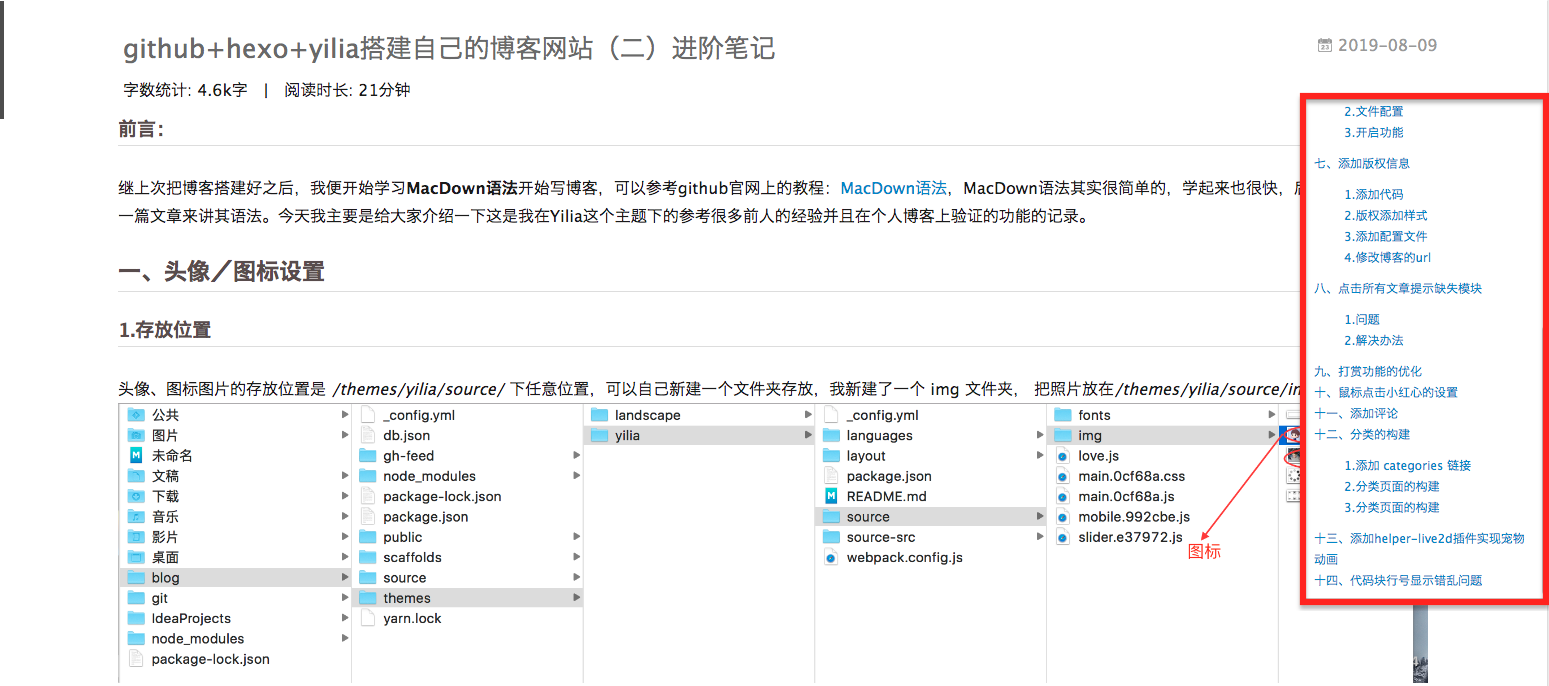 github+hexo+yilia搭建自己的博客网站（二）进阶笔记
2019-08-09
字数统计: 4.6k字 | 阅读时长: 21分钟
前言：
继上次把博客搭建好之后，我便开始学习MacDown语法开始写博客，可以参考github官网上的教程：MacDown语法，MacDown语法其实很简单的，学起来也很快，
一篇文章来讲其语法。今天我主要是给大家介绍一下这是我在Yilia这个主题下的参考很多前人的经验并且在个人博客上验证的功能的记录。
一、头像／图标设置
1.存放位置
头像、图标图片的存放位置是 /themes/yilia/source/ 下任意位置，可以自己新建一个文件夹存放，我新建了一个 img 文件夹， 把照片放在/themes/yilia/source/
公共
图片
未命名
文稿
下载
音乐
影片
桌面
blog
git
IdeaProjects
node_modules
package-lock.json
_config.yml
db.json
gh-feed
node_modules
package-lock.json
package.json
public
scaffolds
source
themes
yarn.lock
landscape
yilia
_config.yml
languages
layout
package.json
README.md
source
source-src
webpack.config.js
fonts
img
love.js
main.0cf68a.css
main.0cf68a.js
mobile.992cbe.js
slider.e37972.js
图标
2.文件配置
3.开启功能
七、添加版权信息
1.添加代码
2.版权添加样式
3.添加配置文件
4.修改博客的url
八、点击所有文章提示缺失模块
1.问题
2.解决办法
九、打赏功能的优化
十、鼠标点击小红心的设置
十一、添加评论
十二、分类的构建
1.添加 categories 链接
2.分类页面的构建
3.分类页面的构建
十三、添加helper-live2d插件实现宠物
动画
十四、代码块行号显示错乱问题